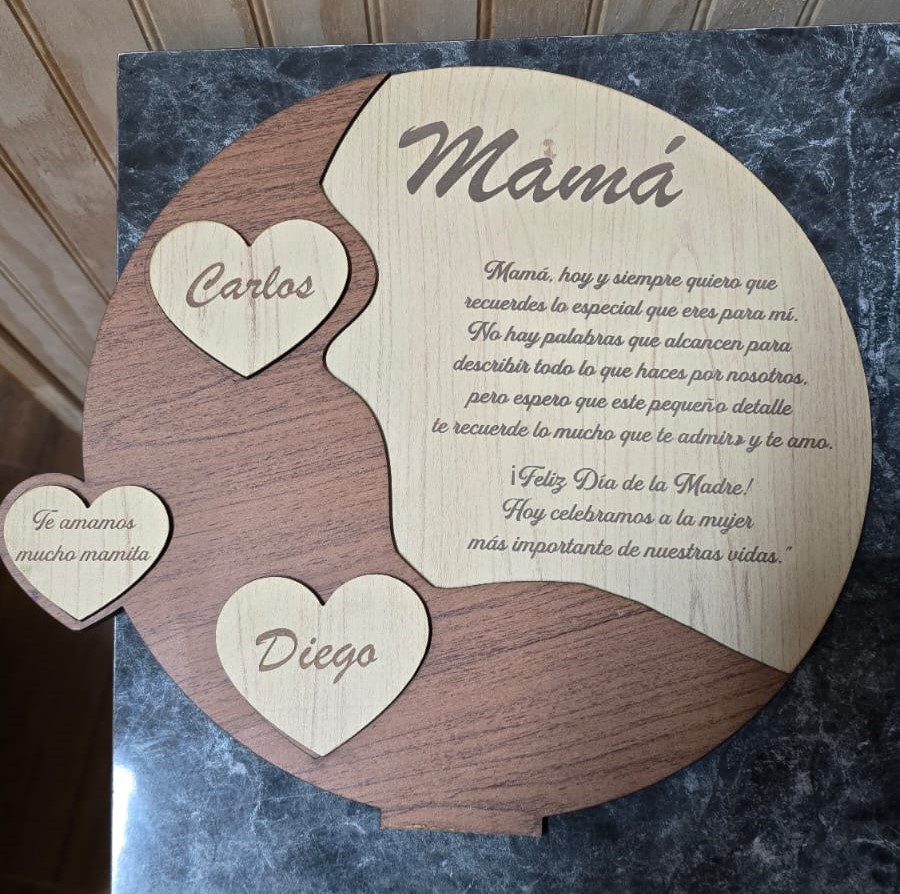 Mamá
Carlos
Mamá, hoy y siempre quiero que
recuerdes lo especial que eres para mí.
No hay palabras que alcancen para
describir todo lo que haces por nosotros,
pero espero que este pequeño detalle
te recuerde lo mucho que te admiro y te amo.
¡Feliz Día de la Madre!
Hoy celebramos a la mujer
más importante de nuestras vidas."
Te amamos
mucho mamita
Diego